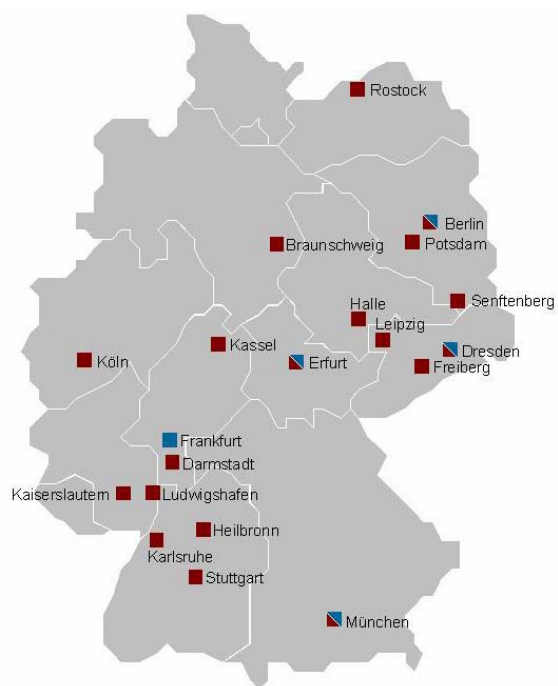 Rostock
Berlin
Braunschweig
Potsdam
Senftenberg
Halle
Leipzig
Kassel
Dresden
Köln
Erfurt
Freiberg
Frankfurt
Darmstadt
Kaiserslautern
Ludwigshafen
Heilbronn
Karlsruhe
Stuttgart
München